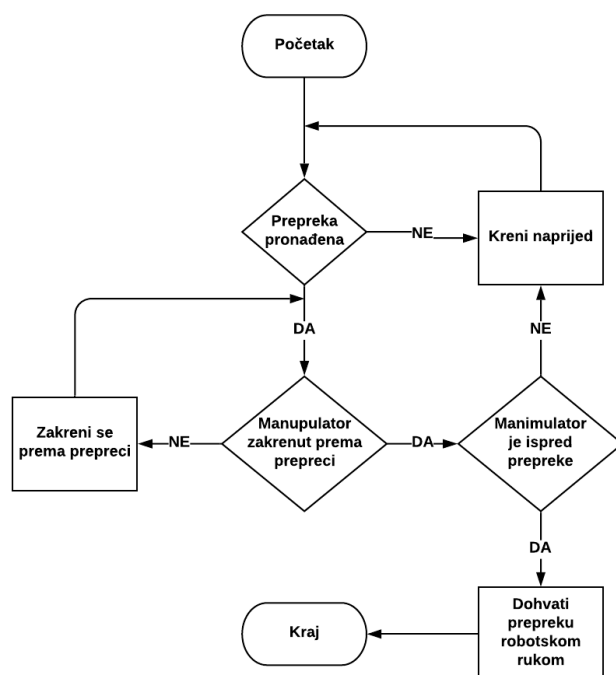 Početak
Prepreka
pronađena
NE
Kreni naprijed
DA
NE
Zakreni se
prema prepreci
NE
Manupulator
zakrenut prema
prepreci
DA
Manimulator
je ispred
prepreke
DA
Kraj
Dohvati
prepreku
robotskom
rukom